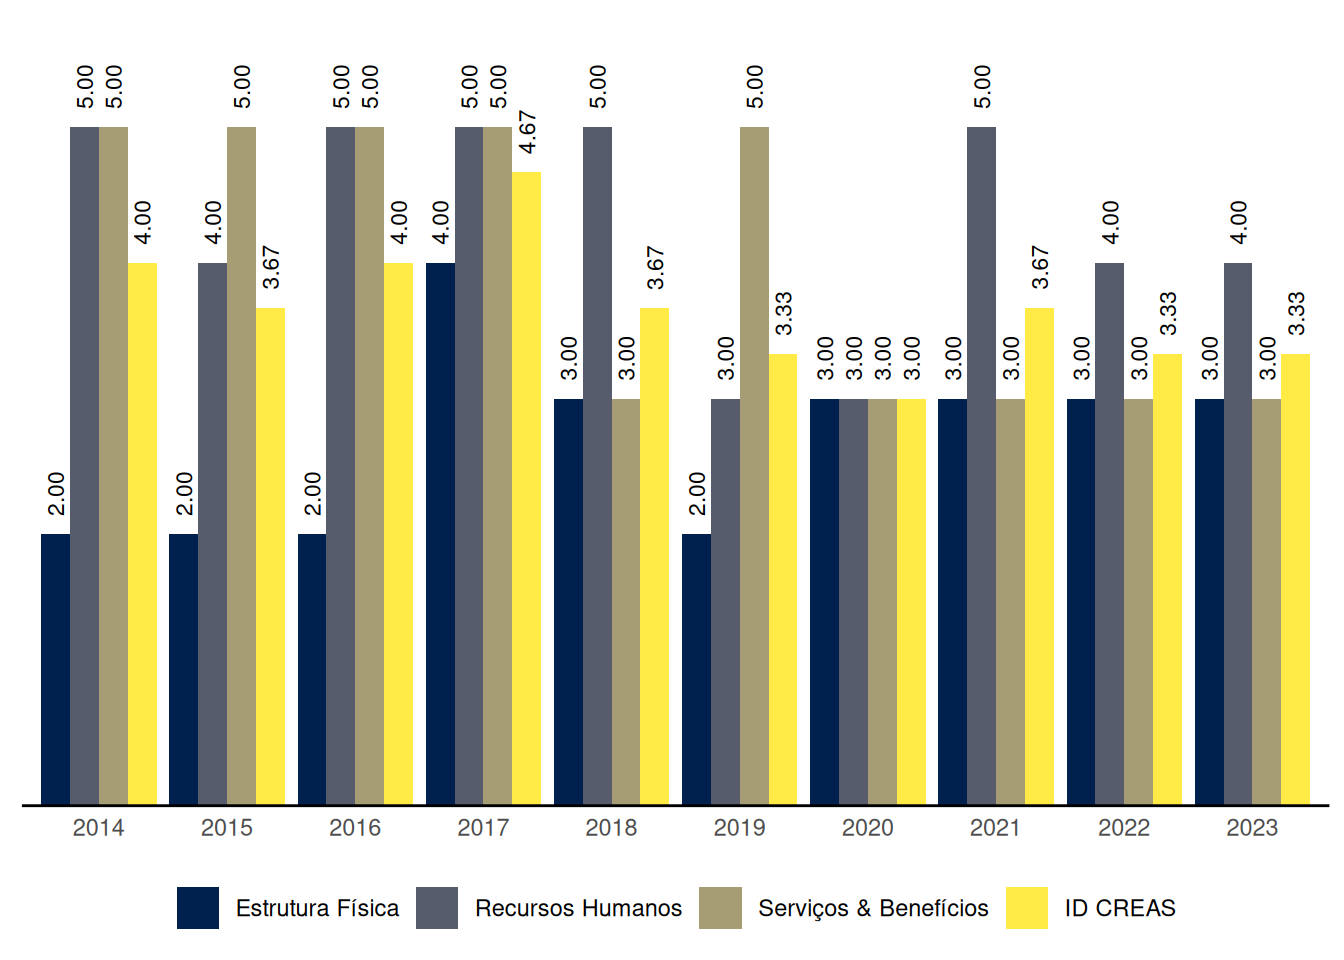 5.00 5.00 5.00 5.00 5.00 5.00 5.00 5.00 5.00 5.00
4.67
4.00 4.00 4.00 4.00 4.00 4.00
3.67 3.67 3.67
3.33 3.33 3.33
3.00 3.00 3.00 3.00 3.00 3.00 3.00 3.00 3.00 3.00 3.00 3.00 3.00
2.00 2.00 2.00 2.00
2014 2015 2016 2017 2018 2019 2020 2021 2022 2023
Estrutura Física Recursos Humanos Serviços & Benefícios ID CREAS